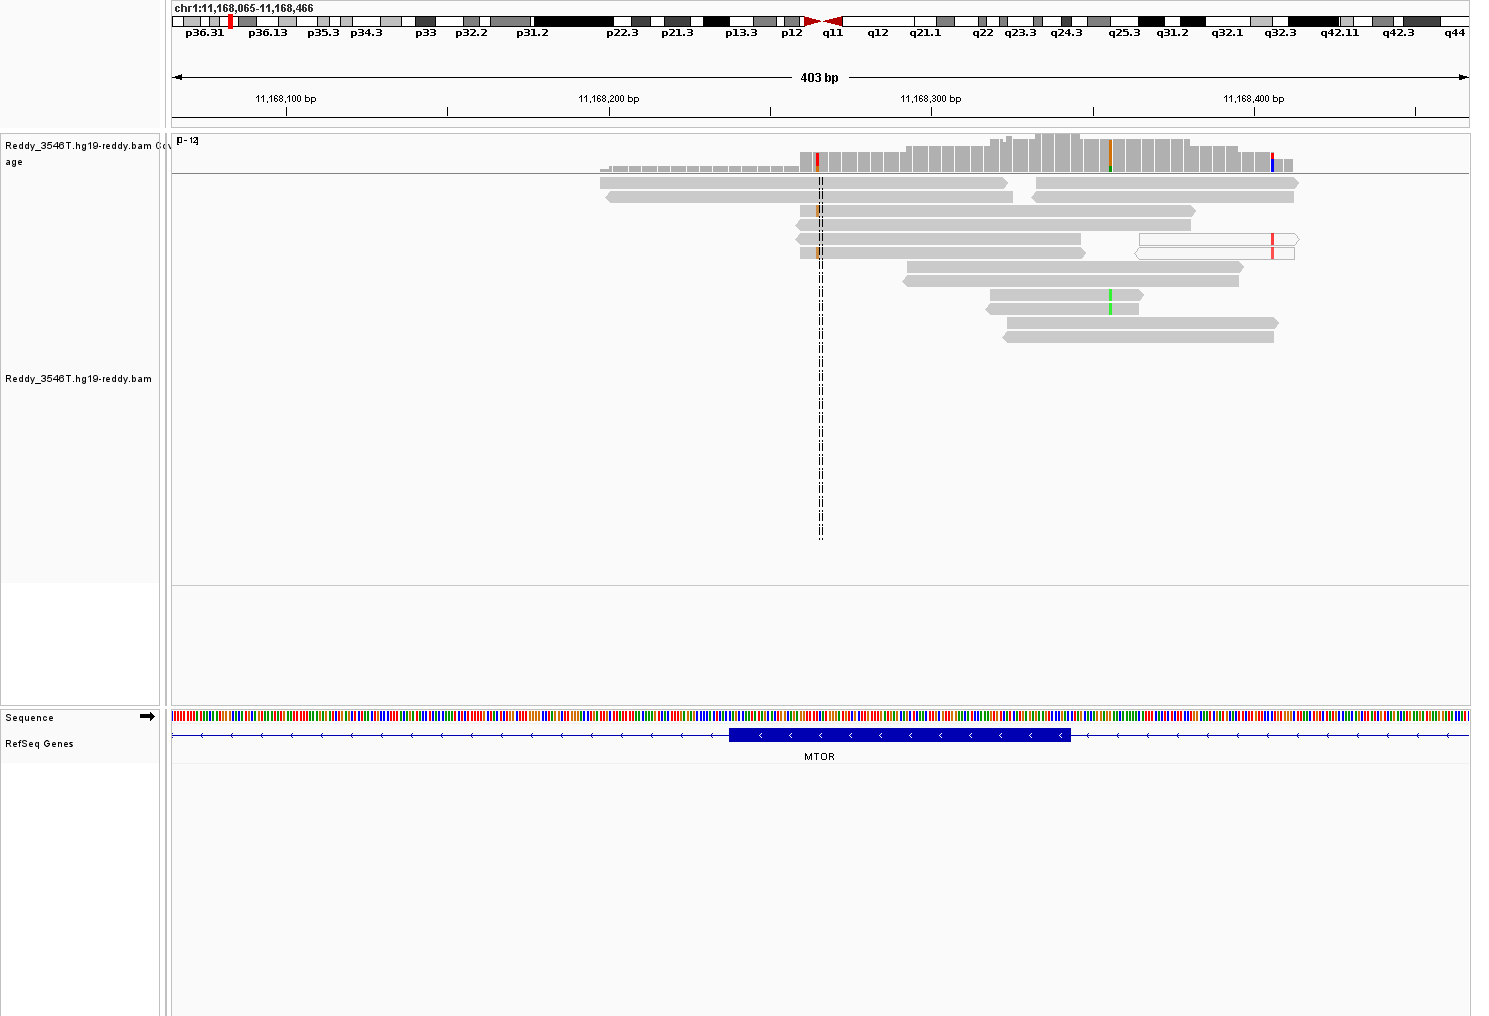 chr1:11,168,065-11,168,466
p36.31 p36.13 p35.3 p34.3 p33 p32.2 p31.2 p22.3 p21.3 p13.3 p12 q11 q12 q21.1 q22 q23.3 q24.3 q25.3 q31.2 q32.1 q32.3 q42.11 q42.3 q44
403 bp
11,168,100 bp 11,168,200 bp 11,168,300 bp 11,168,400 bp
[0 - 12]
Reddy_3546T.hg19-reddy.bam Cov
age
Reddy_3546T.hg19-reddy.bam
Sequence
RefSeq Genes
MTOR